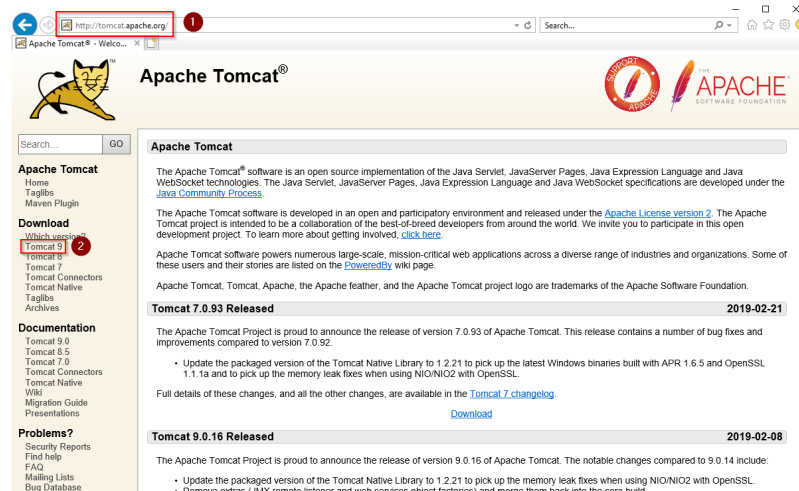 http://tomcat.apache.org/
1
Search...
Apache Tomcat® - Welco...
TM
Apache Tomcat®
SUPPORT
APACHE
THE
APACHE®
SOFTWARE FOUNDATION
Search...
GO
Apache Tomcat
Home
Taglibs
Maven Plugin
Download
Which version?
Tomcat 9
2
Tomcat 8
Tomcat 7
Tomcat Connectors
Tomcat Native
Taglibs
Archives
Documentation
Tomcat 9.0
Tomcat 8.5
Tomcat 7.0
Tomcat Connectors
Tomcat Native
Wiki
Migration Guide
Presentations
Problems?
Security Reports
Find help
FAQ
Mailing Lists
Bug Database
Apache Tomcat
The Apache Tomcat® software is an open source implementation of the Java Servlet, JavaServer Pages, Java Expression Language and Java
WebSocket technologies. The Java Servlet, JavaServer Pages, Java Expression Language and Java WebSocket specifications are developed under the
Java Community Process.
The Apache Tomcat software is developed in an open and participatory environment and released under the Apache License version 2. The Apache
Tomcat project is intended to be a collaboration of the best-of-breed developers from around the world. We invite you to participate in this open
development project. To learn more about getting involved, click here.
Apache Tomcat software powers numerous large-scale, mission-critical web applications across a diverse range of industries and organizations. Some of
these users and their stories are listed on the PoweredBy wiki page.
Apache Tomcat, Tomcat, Apache, the Apache feather, and the Apache Tomcat project logo are trademarks of the Apache Software Foundation.
Tomcat 7.0.93 Released 2019-02-21
The Apache Tomcat Project is proud to announce the release of version 7.0.93 of Apache Tomcat. This release contains a number of bug fixes and
improvements compared to version 7.0.92.
• Update the packaged version of the Tomcat Native Library to 1.2.21 to pick up the latest Windows binaries built with APR 1.6.5 and OpenSSL
1.1.1a and to pick up the memory leak fixes when using NIO/NIO2 with OpenSSL.
Full details of these changes, and all the other changes, are available in the Tomcat 7 changelog.
Download
Tomcat 9.0.16 Released 2019-02-08
The Apache Tomcat Project is proud to announce the release of version 9.0.16 of Apache Tomcat. The notable changes compared to 9.0.14 include:
• Update the packaged version of the Tomcat Native Library to 1.2.21 to pick up the memory leak fixes when using NIO/NIO2 with OpenSSL.
• Remove extras (JMX remote listener and web services object factories) and merge them back into the core build.